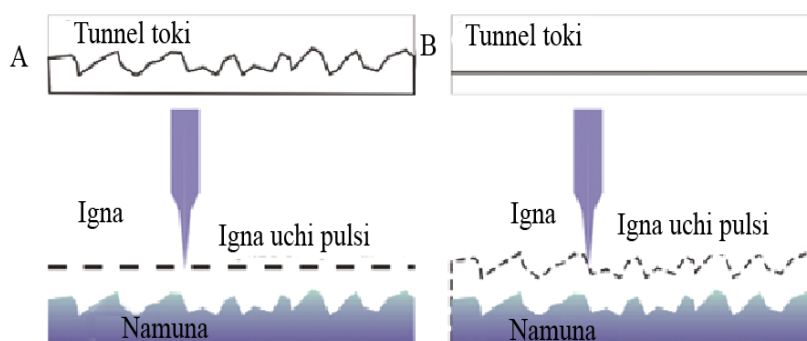 A
Tunnel toki
Igna
Igna uchi pulsi
Namuna
B
Tunnel toki
Igna
Igna uchi pulsi
Namuna